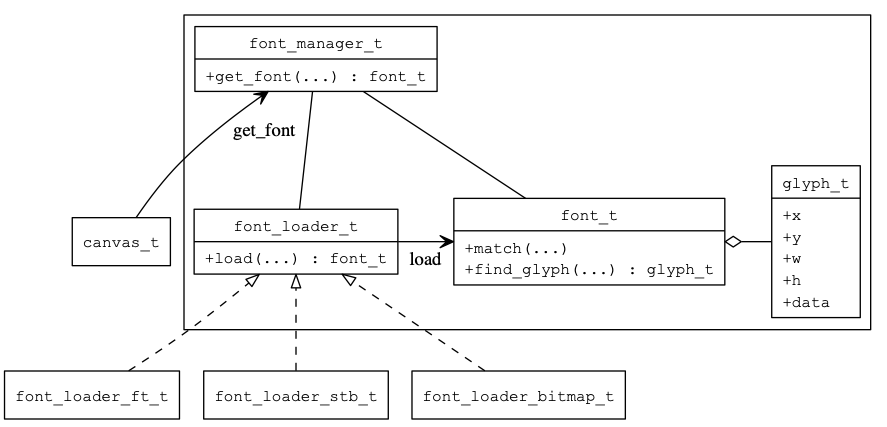 font_manager_t
+get_font(...) : font_t
get_font
glyph_t
+x
+y
+w
+h
+data
canvas_t
font_loader_t
+load(...) : font_t
load
font_t
+match(...)
+find_glyph(...) : glyph_t
font_loader_ft_t
font_loader_stb_t
font_loader_bitmap_t